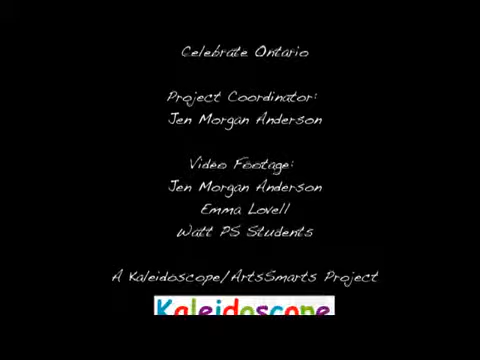 Celebrate Ontario
Project Coordinator:
Jen Morgan Anderson
Video Footage:
Jen Morgan Anderson
Emma Lovell
Watt PS Students
A Kaleidoscope/ArtsSmarts Project
Kaleidoscope